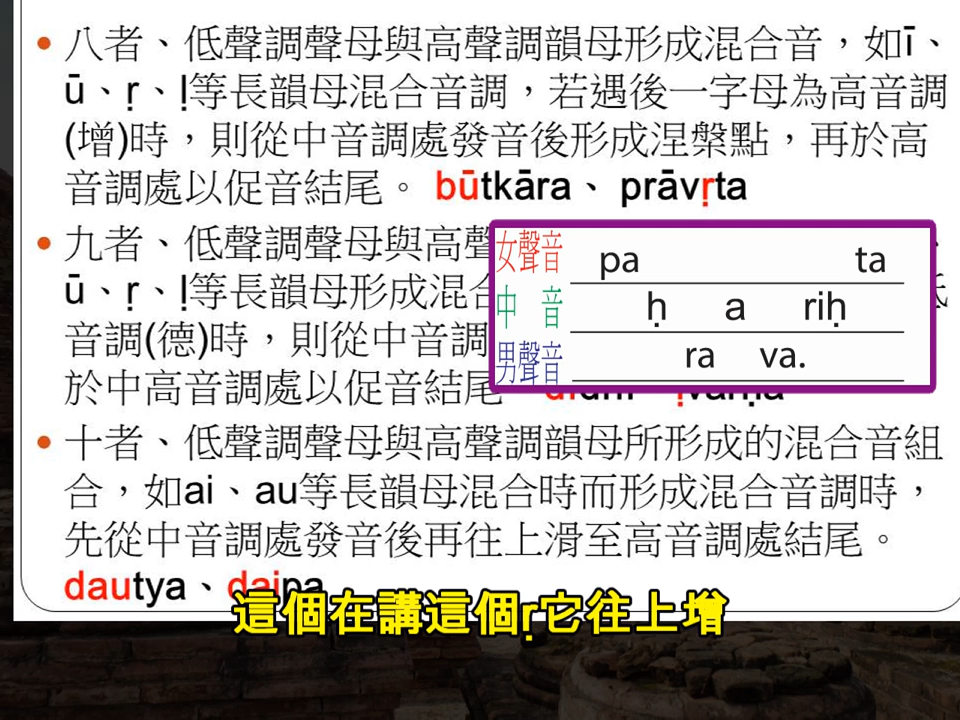 • 八者、低聲調聲母與高聲調韻母形成混合音，如ī、
ū、ṛ、ḷ等長韻母混合音調，若遇後一字母為高音調
(增)時，則從中音調處發音後形成涅槃點，再於高
音調處以促音結尾。 būtkāra、 prāvṛta
• 九者、低聲調聲母與高聲
ū、ṛ、ḷ等長韻母形成混合
音調(德)時，則從中音調
於中高音調處以促音結尾
女聲音 pa ta
中 音 ḥ a riḥ
男聲音 ra va.
• 十者、低聲調聲母與高聲調韻母所形成的混合音組
合，如ai、au等長韻母混合時而形成混合音調時，
先從中音調處發音後再往上滑至高音調處結尾。
dautya、daipa
這個在講這個ṛ它往上增